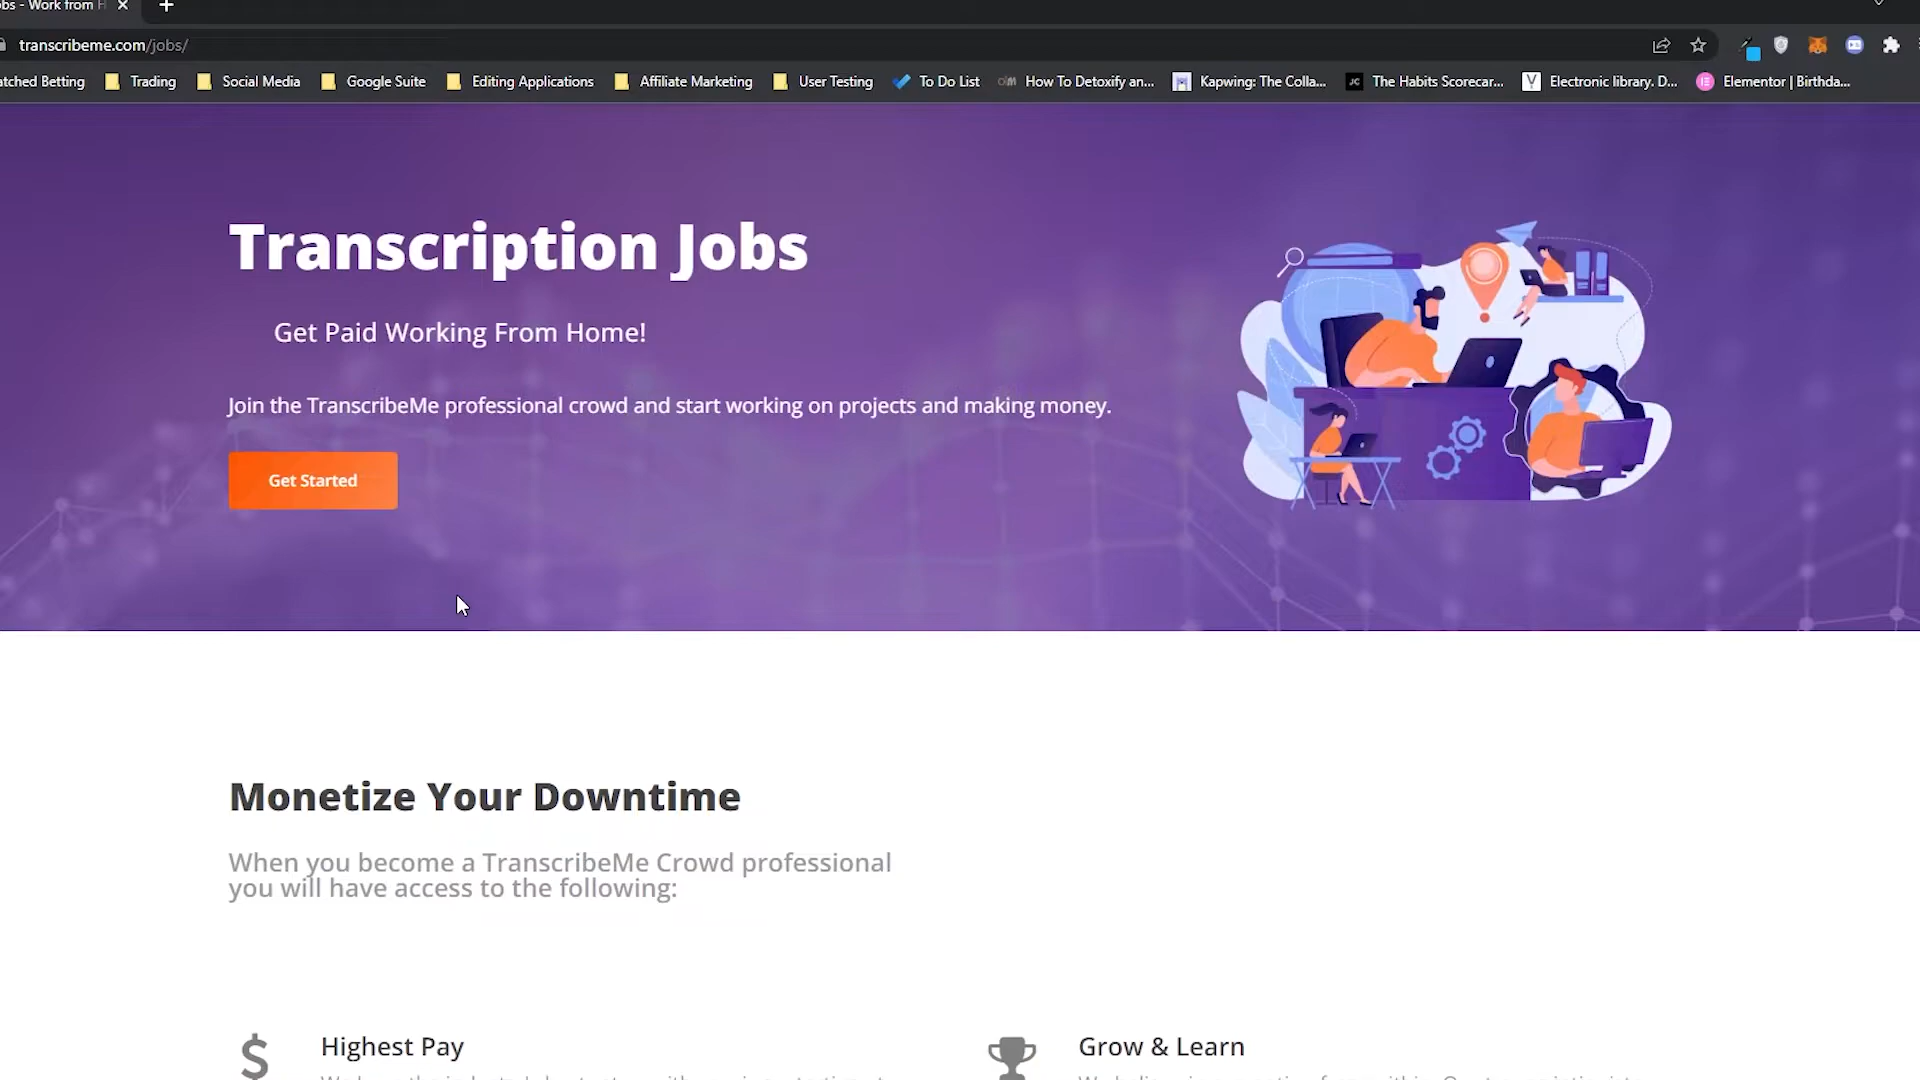 bs - Work from H
transcribeme.com/jobs/
atched Betting Trading Social Media Google Suite Editing Applications Affiliate Marketing User Testing To Do List How To Detoxify an... Kapwing: The Colla... JC The Habits Scorecar... V Electronic library. D... Elementor | Birthda...
Transcription Jobs
Get Paid Working From Home!
Join the TranscribeMe professional crowd and start working on projects and making money.
Get Started
Monetize Your Downtime
When you become a TranscribeMe Crowd professional
you will have access to the following:
Highest Pay
Grow & Learn